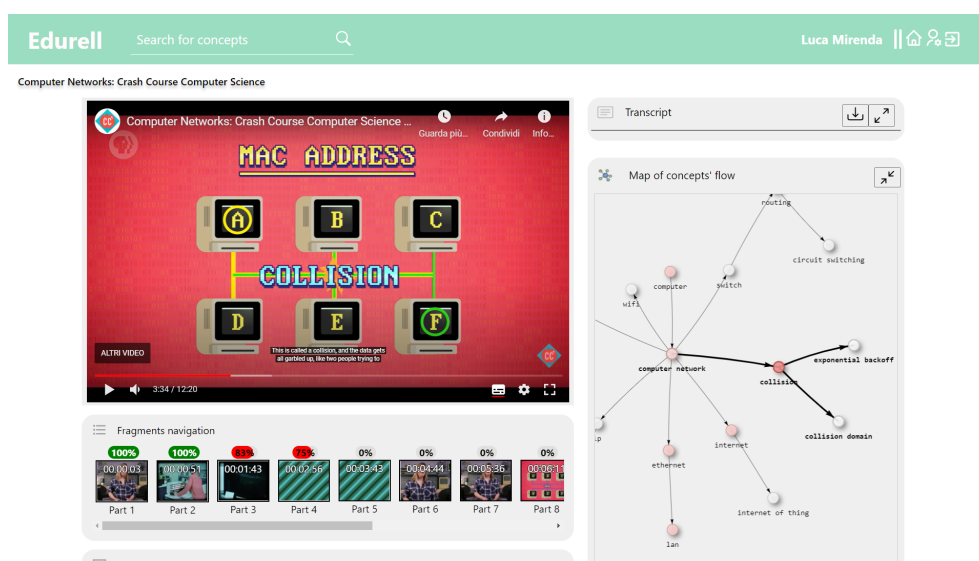 Edurell
Search for concepts
Luca Mirenda
Computer Networks: Crash Course Computer Science
CC
Computer Networks: Crash Course Computer Science ...
Guarda più...
Condividi
Info...
MAC ADDRESS
A
B
C
COLLISION
D
E
F
ALTRI VIDEO
This is called a collision, and the data gets
all garbled up, like two people trying to
CC
3:34 / 12:20
Fragments navigation
100%
100%
83%
75%
0%
0%
0%
0%
00:00:03
00:00:51
00:01:43
00:02:56
00:03:43
00:04:44
00:05:36
00:06:11
Part 1
Part 2
Part 3
Part 4
Part 5
Part 6
Part 7
Part 8
Transcript
Map of concepts' flow
routing
circuit switching
computer
switch
wifi
exponential backoff
computer network
collision
collision domain
internet
ethernet
internet of thing
lan